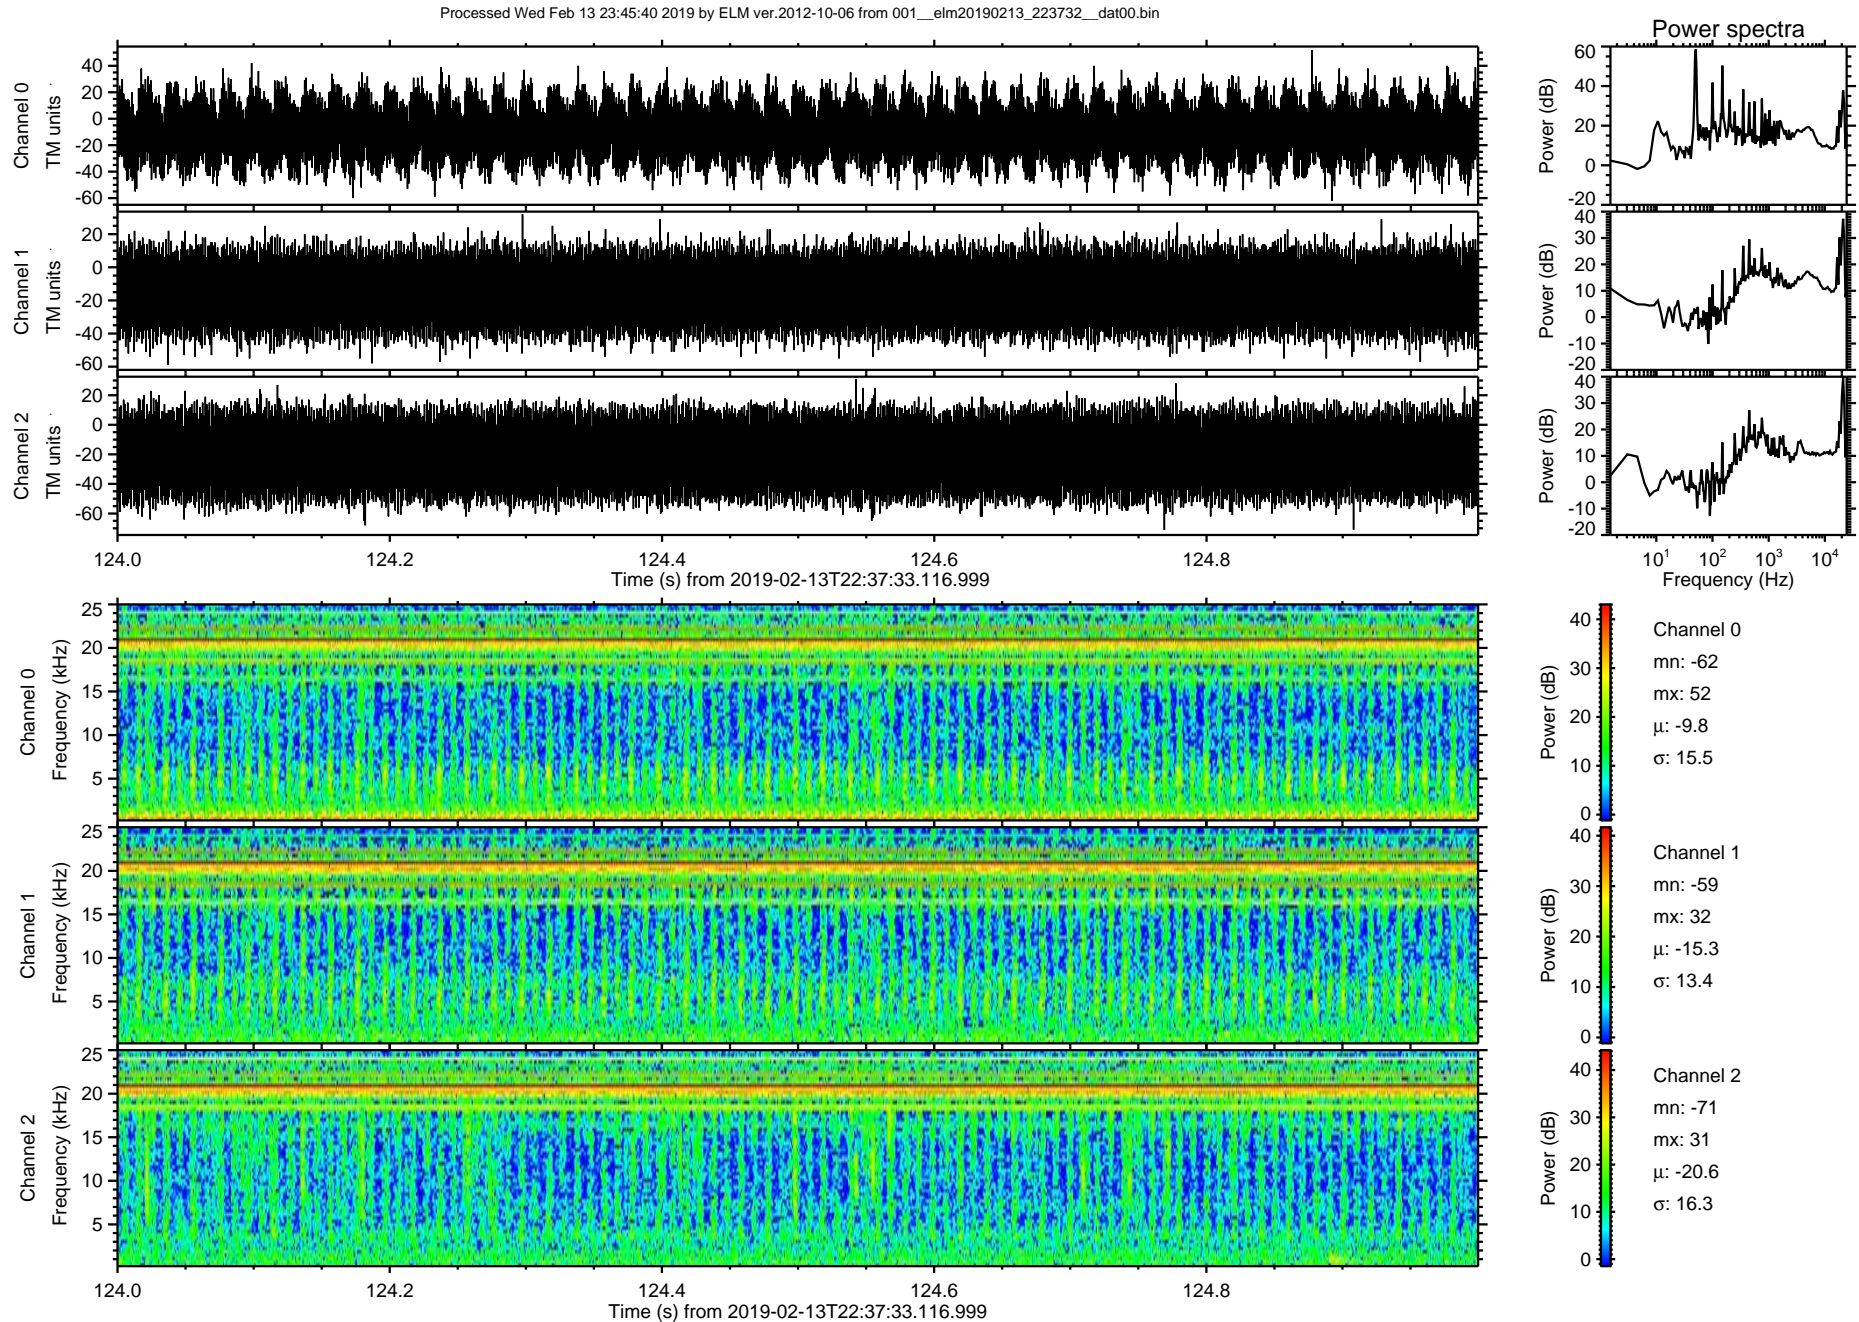 Processed Wed Feb 13 23:45:40 2019 by ELM ver.2012-10-06 from 001__elm20190213_223732__dat00.bin
Power spectra
Channel 0
TM units
40
20
0
-20
-40
-60
Power (dB)
60
40
20
0
-20
Channel 1
TM units
20
0
-20
-40
-60
Power (dB)
40
30
20
10
0
-10
-20
Channel 2
TM units
20
0
-20
-40
-60
Power (dB)
40
30
20
10
0
-10
-20
124.0 124.2 124.4 124.6 124.8
Time (s) from 2019-02-13T22:37:33.116.999
10¹ 10² 10³ 10⁴
Frequency (Hz)
Channel 0
Frequency (kHz)
25
20
15
10
5
Power (dB)
40
30
20
10
0
Channel 0
mn: -62
mx: 52
µ: -9.8
σ: 15.5
Channel 1
Frequency (kHz)
25
20
15
10
5
Power (dB)
40
30
20
10
0
Channel 1
mn: -59
mx: 32
µ: -15.3
σ: 13.4
Channel 2
Frequency (kHz)
25
20
15
10
5
Power (dB)
40
30
20
10
0
Channel 2
mn: -71
mx: 31
µ: -20.6
σ: 16.3
124.0 124.2 124.4 124.6 124.8
Time (s) from 2019-02-13T22:37:33.116.999